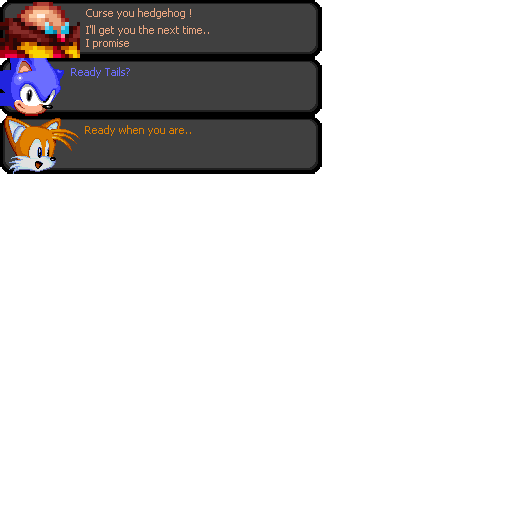 Curse you hedgehog !
I'll get you the next time..
I promise
Ready Tails?
Ready when you are..